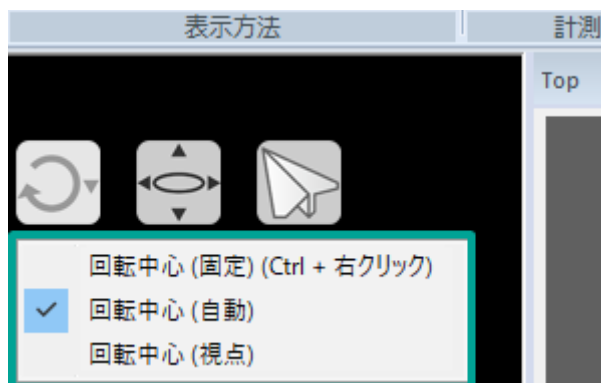 表示方法
計測
Top
回転中心 (固定) (Ctrl + 右クリック)
回転中心 (自動)
回転中心 (視点)